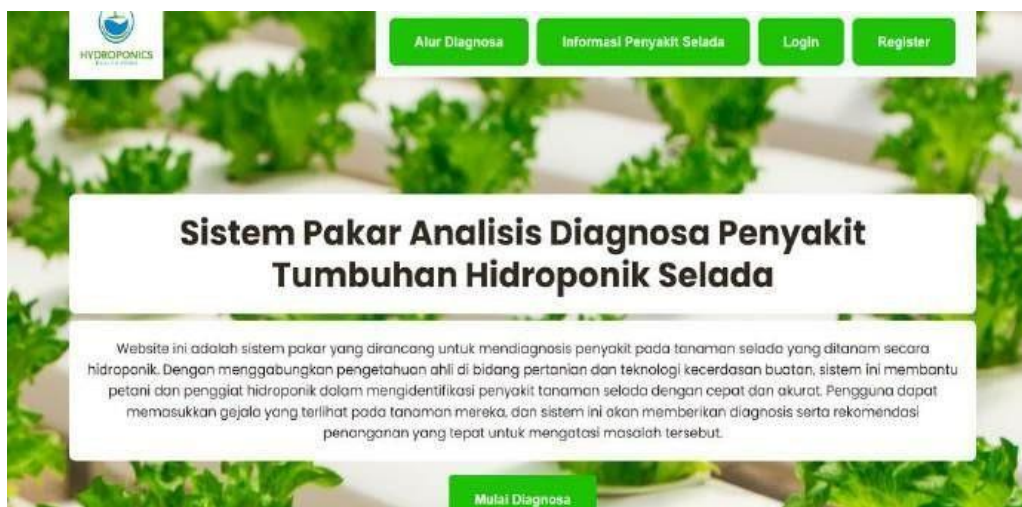 HYDROPONICS
Alur Diagnosa
Informasi Penyakit Selada
Login
Register
Sistem Pakar Analisis Diagnosa Penyakit
Tumbuhan Hidroponik Selada
Website ini adalah sistem pakar yang dirancang untuk mendiagnosis penyakit pada tanaman selada yang ditanam secara
hidroponik. Dengan menggabungkan pengetahuan ahli di bidang pertanian dan teknologi kecerdasan buatan, sistem ini membantu
petani dan penggiat hidroponik dalam mengidentifikasi penyakit tanaman selada dengan cepat dan akurat. Pengguna dapat
memasukkan gejala yang terlihat pada tanaman mereka, dan sistem ini akan memberikan diagnosis serta rekomendasi
penanganan yang tepat untuk mengatasi masalah tersebut.
Mulai Diagnosa